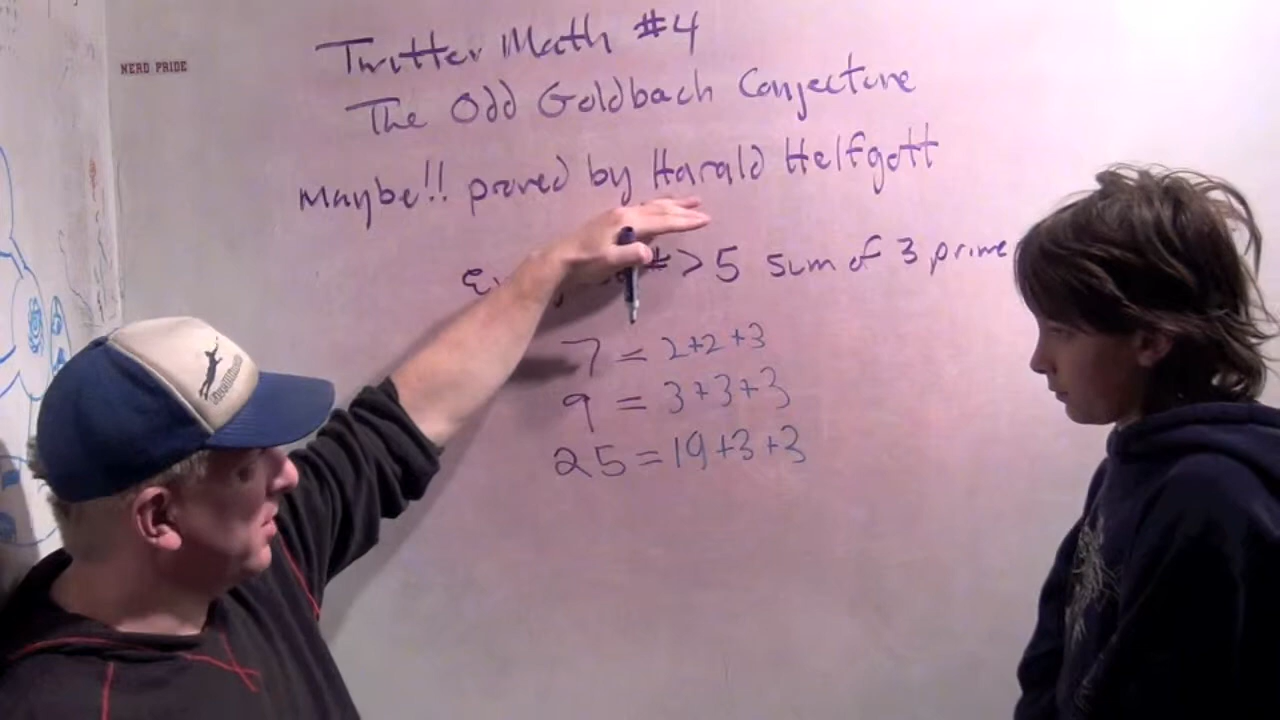 Twitter Math #4
NERD PRIDE
The Odd Goldbach Conjecture
Maybe!! proved by Harald Helfgott
# > 5 sum of 3 prime
7 = 2+2+3
9 = 3+3+3
25 = 19+3+3